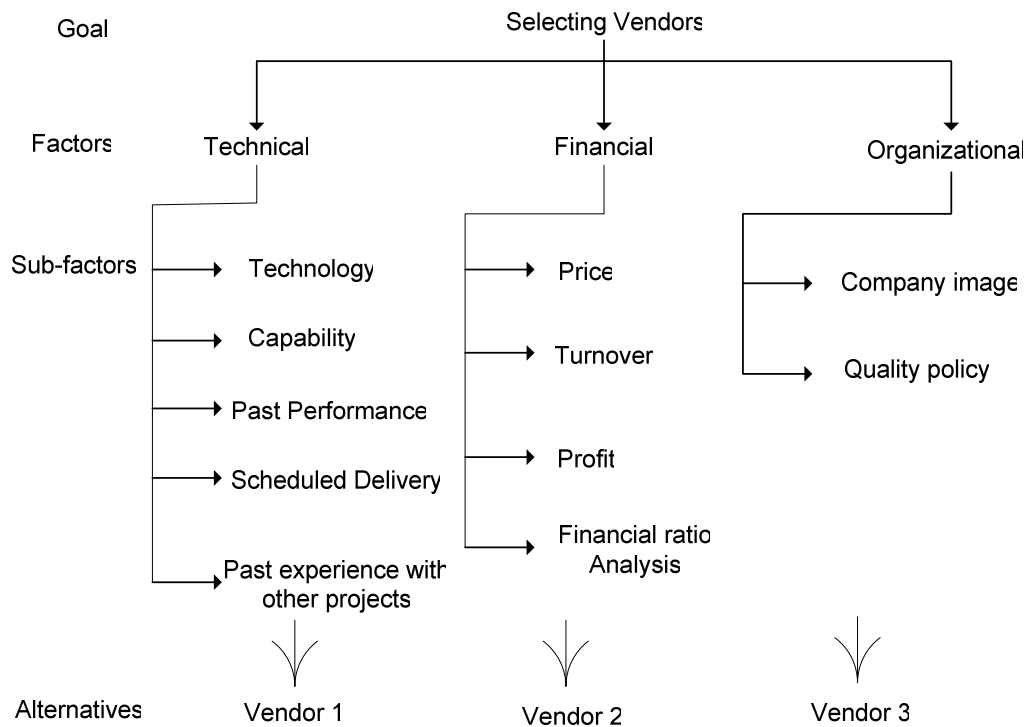 Goal
Selecting Vendors
Factors
Technical
Financial
Organizational
Sub-factors
Technology
Price
Company image
Capability
Turnover
Quality policy
Past Performance
Scheduled Delivery
Profit
Financial ratio
Analysis
Past experience with
other projects
Alternatives
Vendor 1
Vendor 2
Vendor 3